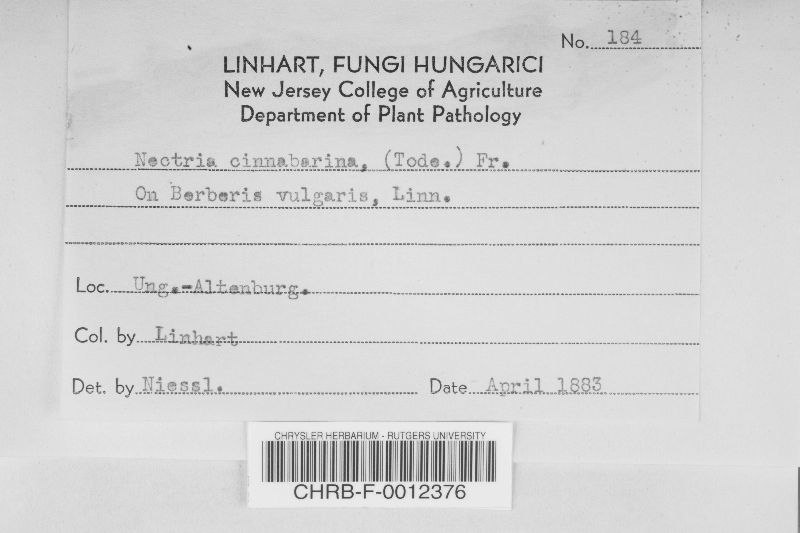 No. 184
LINHART, FUNGI HUNGARICI
New Jersey College of Agriculture
Department of Plant Pathology
Nectria cinnabarina, (Tode.) Fr.
On Berberis vulgaris, Linn.
Loc. Ung.-Altenburg.
Col. by Linhart
Det. by Niessl. Date April 1883
CHRYSLER HERBARIUM - RUTGERS UNIVERSITY
CHRB-F-0012376